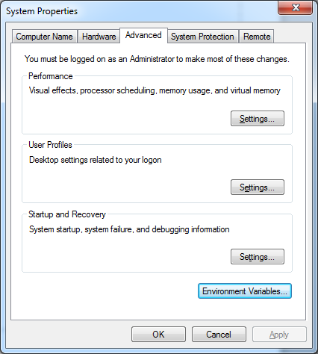 System Properties
Computer Name Hardware Advanced System Protection Remote
You must be logged on as an Administrator to make most of these changes.
Performance
Visual effects, processor scheduling, memory usage, and virtual memory
Settings...
User Profiles
Desktop settings related to your logon
Settings...
Startup and Recovery
System startup, system failure, and debugging information
Settings...
Environment Variables...
OK Cancel Apply